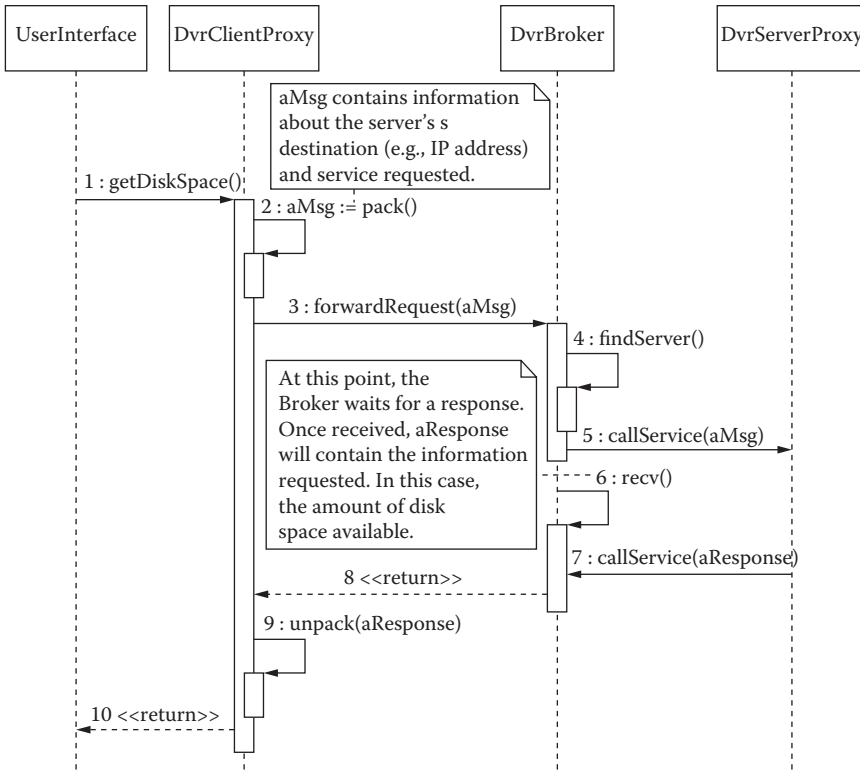 UserInterface
DvrClientProxy
DvrBroker
DvrServerProxy
aMsg contains information
about the server's s
destination (e.g., IP address)
and service requested.
1 : getDiskSpace()
2 : aMsg := pack()
3 : forwardRequest(aMsg)
4 : findServer()
At this point, the
Broker waits for a response.
Once received, aResponse
will contain the information
requested. In this case,
the amount of disk
space available.
5 : callService(aMsg)
6 : recv()
7 : callService(aResponse)
8 <<return>>
9 : unpack(aResponse)
10 <<return>>